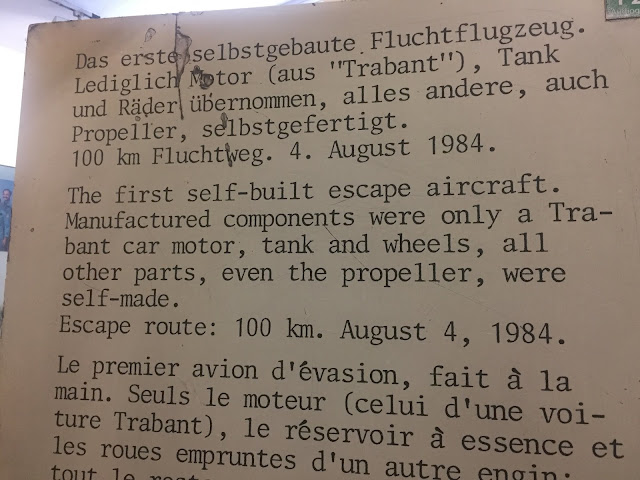 Das erste selbstgebaute Fluchtflugzeug.
Lediglich Motor (aus "Trabant"), Tank
und Räder übernommen, alles andere, auch
Propeller, selbstgefertigt.
100 km Fluchtweg. 4. August 1984.
The first self-built escape aircraft.
Manufactured components were only a Tra-
bant car motor, tank and wheels, all
other parts, even the propeller, were
self-made.
Escape route: 100 km. August 4, 1984.
Le premier avion d'évasion, fait à la
main. Seuls le moteur (celui d'une voi-
ture Trabant), le réservoir à essence et
les roues empruntes d'un autre engin;
tout le